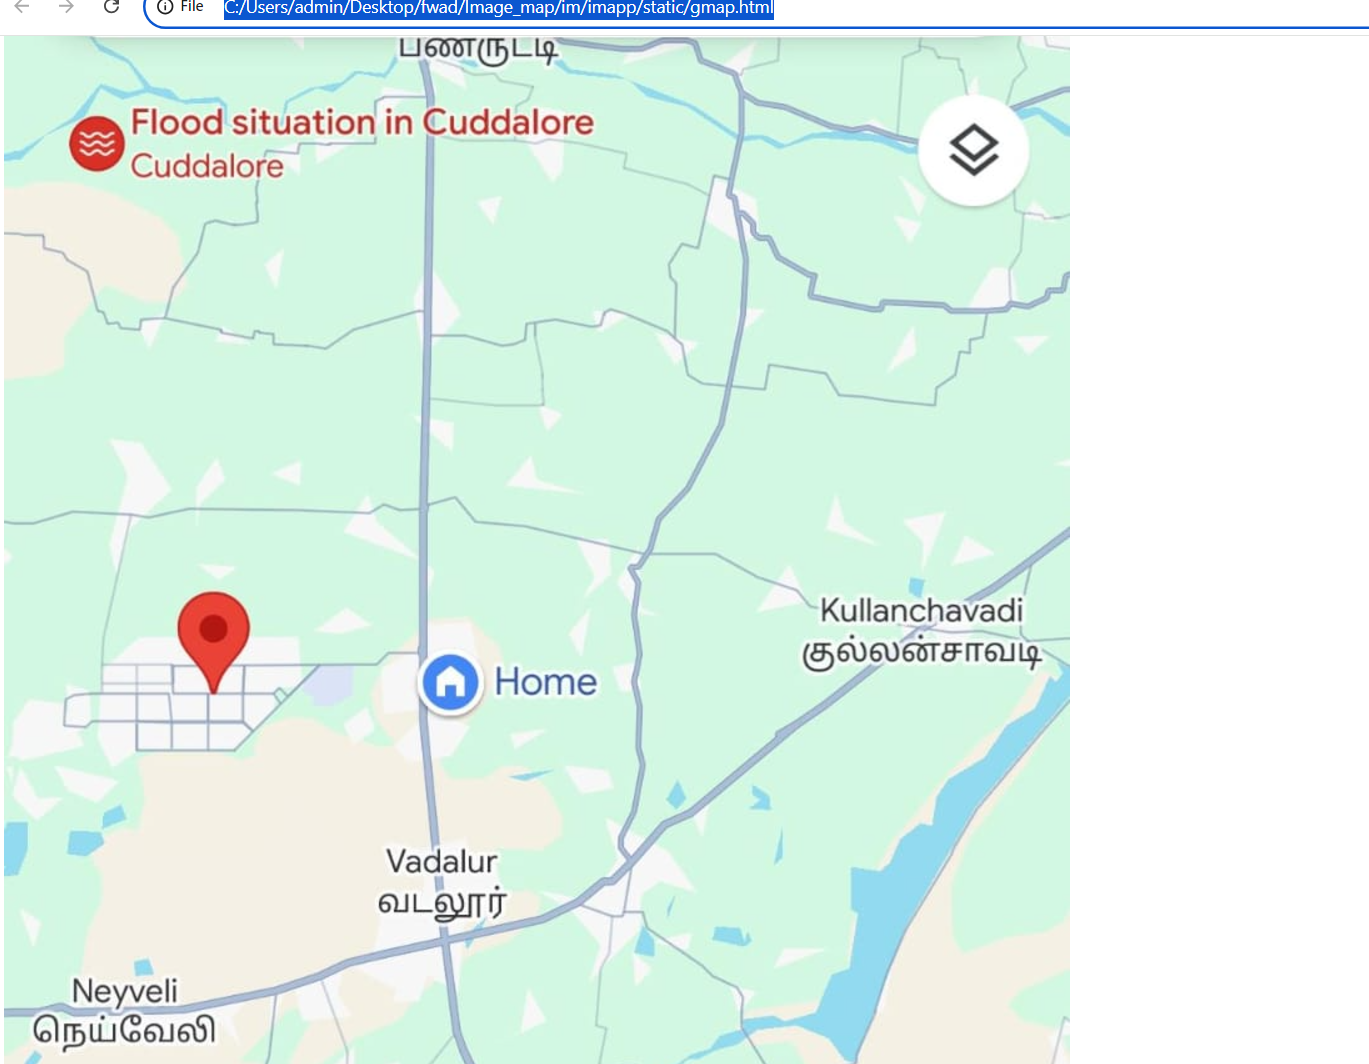 File C:/Users/admin/Desktop/fwad/Image_map/im/imapp/static/gmap.html
பண்ருட்டி
Flood situation in Cuddalore
Cuddalore
Kullanchavadi
குல்லன்சாவடி
Home
Vadalur
வடலூர்
Neyveli
நெய்வேலி